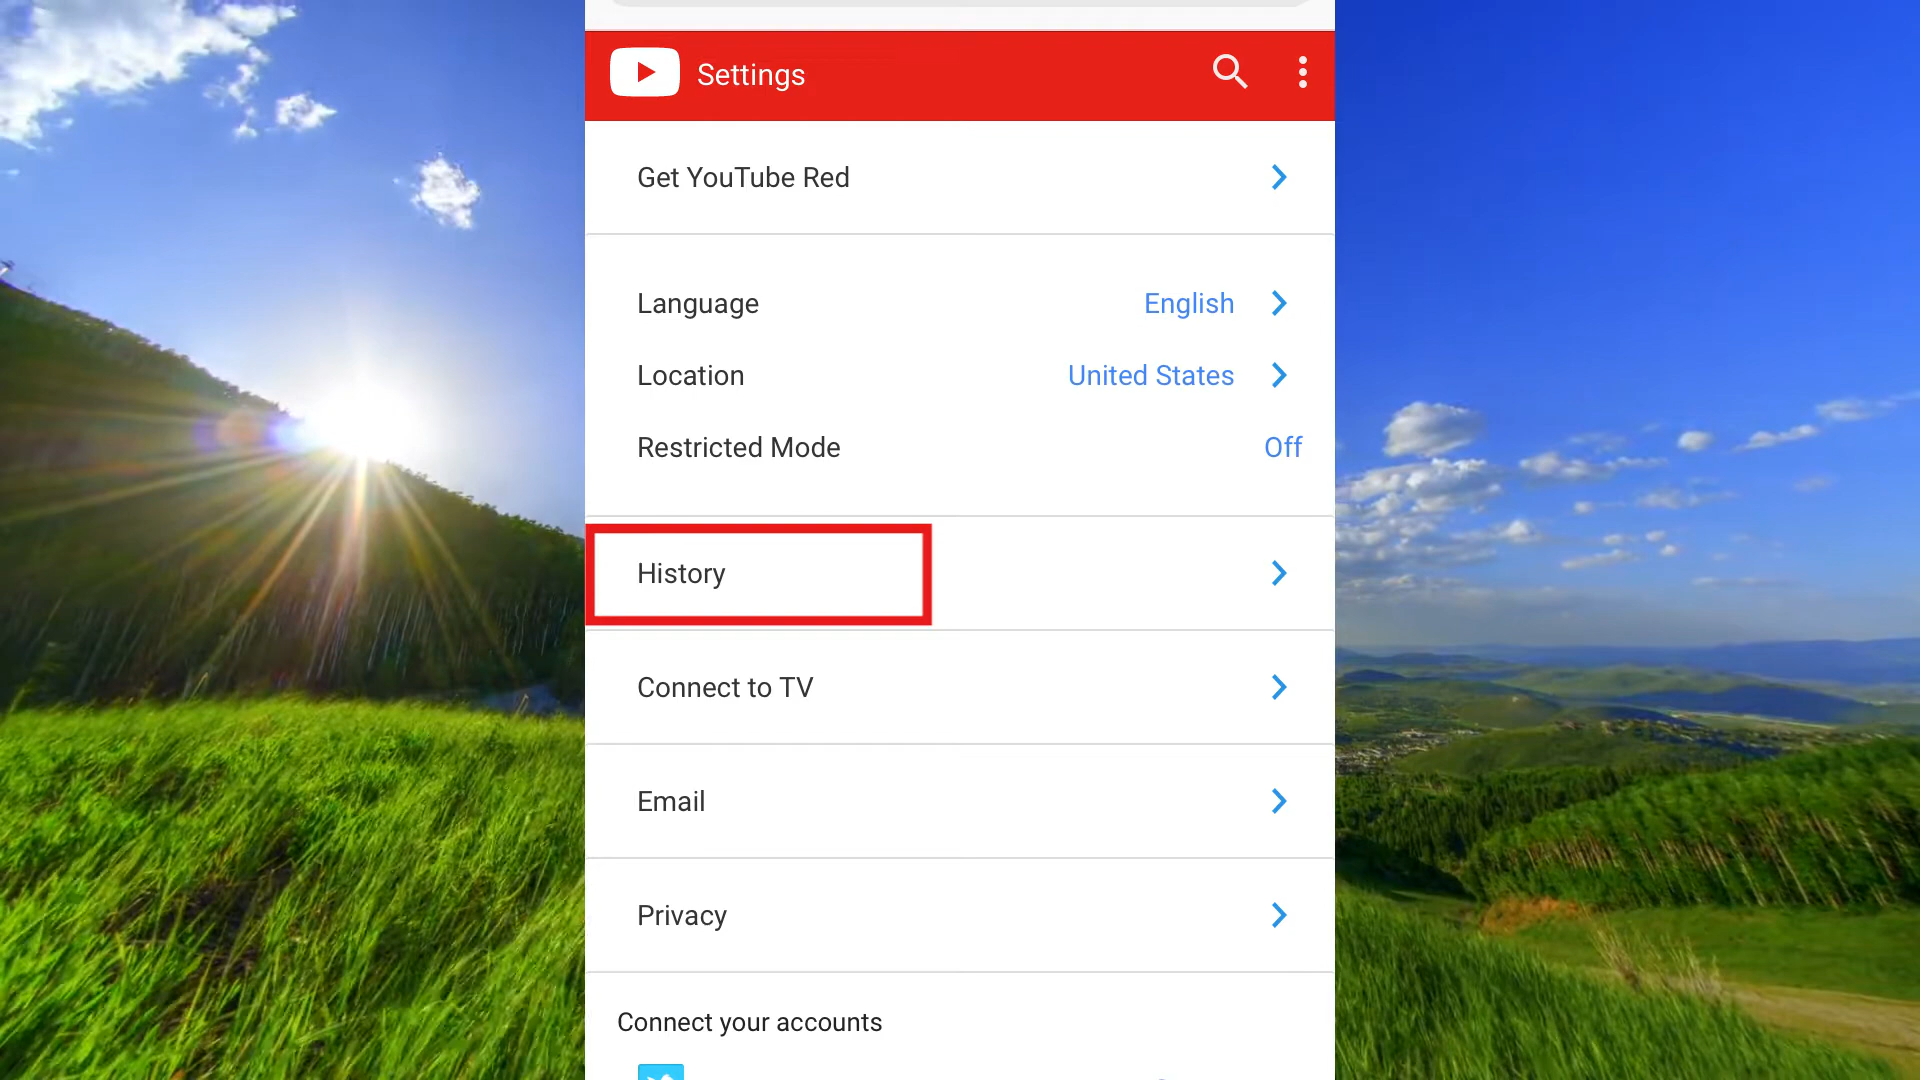 Settings
Get YouTube Red
Language English
Location United States
Restricted Mode Off
History
Connect to TV
Email
Privacy
Connect your accounts